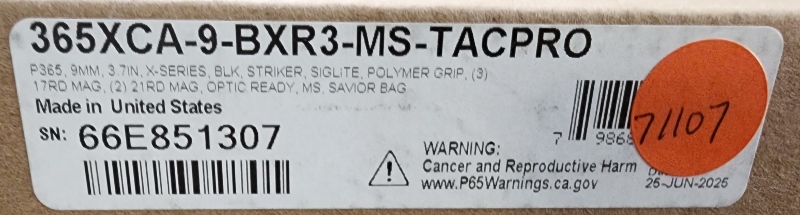 365XCA-9-BXR3-MS-TACPRO
P365, 9MM, 3.7IN, X-SERIES, BLK, STRIKER, SIGLITE, POLYMER GRIP, (3)
17RD MAG, (2) 21RD MAG, OPTIC READY, MS, SAVIOR BAG
Made in United States
SN: 66E851307
7 986
71107
WARNING:
Cancer and Reproductive Harm
www.P65Warnings.ca.gov
25-JUN-2025